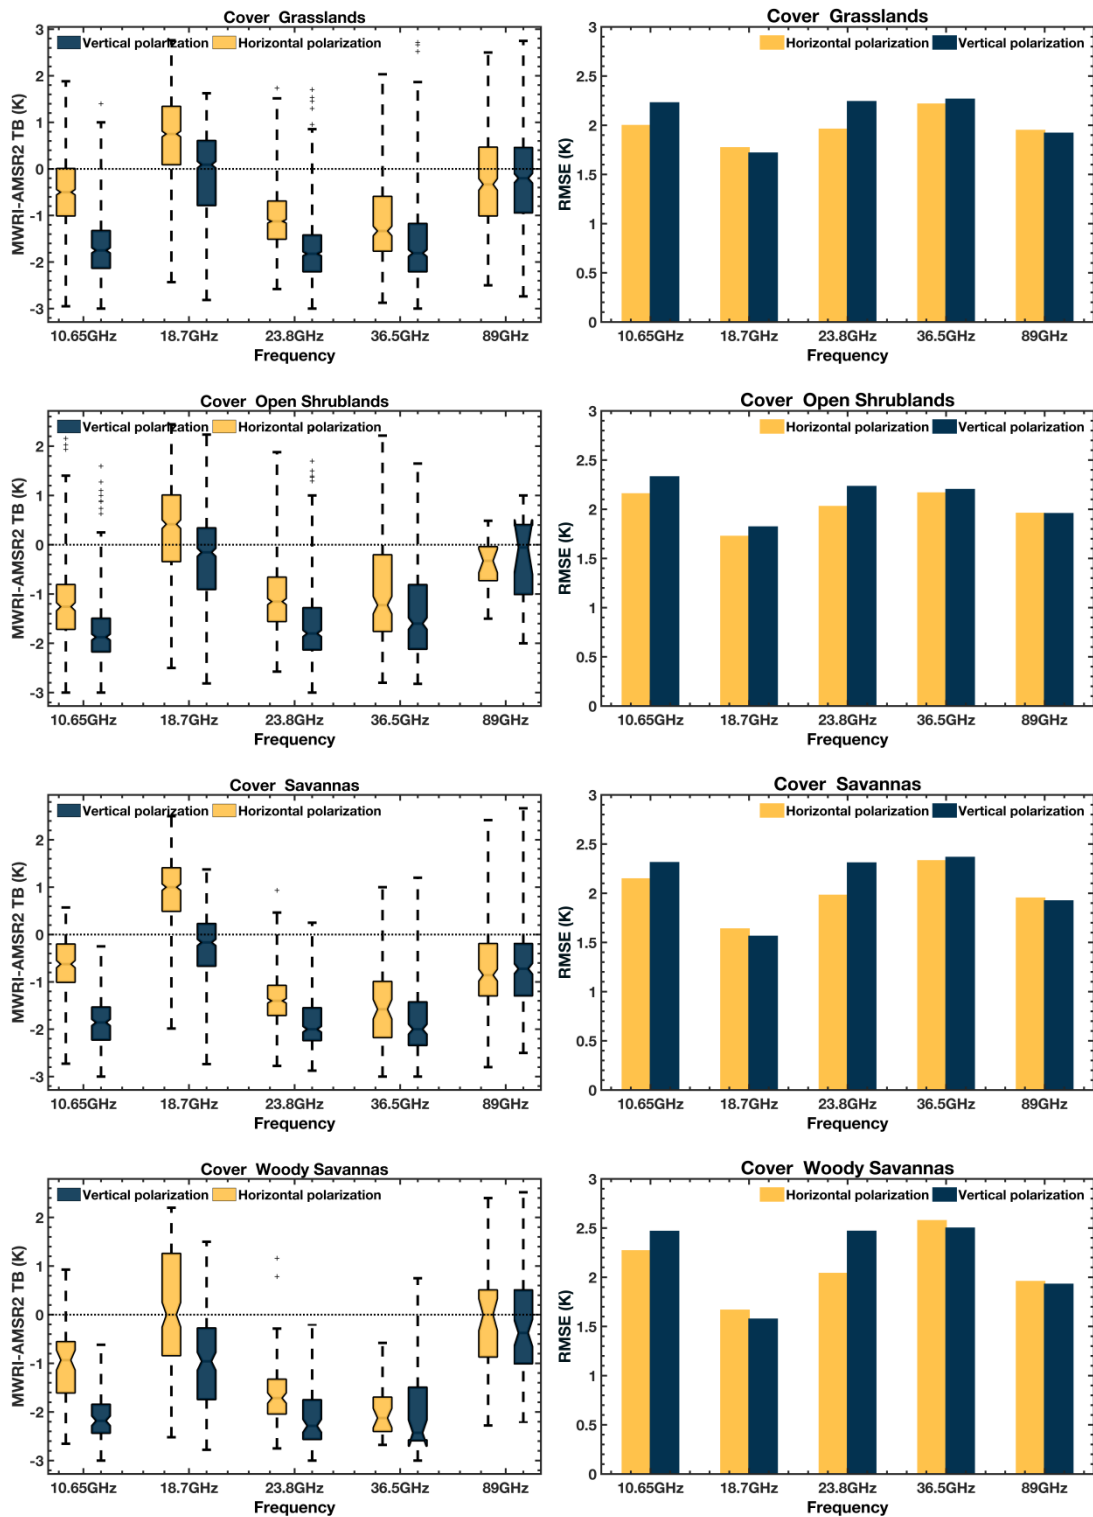 Cover Grasslands
Vertical polarization Horizontal polarization
MWRI-AMSR2 TB (K)
3
2
1
0
-1
-2
-3
10.65GHz 18.7GHz 23.8GHz 36.5GHz 89GHz
Frequency
Cover Grasslands
Horizontal polarization Vertical polarization
RMSE (K)
3
2.5
2
1.5
1
0.5
0
10.65GHz 18.7GHz 23.8GHz 36.5GHz 89GHz
Frequency
Cover Open Shrublands
Vertical polarization Horizontal polarization
MWRI-AMSR2 TB (K)
2
1
0
-1
-2
-3
10.65GHz 18.7GHz 23.8GHz 36.5GHz 89GHz
Frequency
Cover Open Shrublands
Horizontal polarization Vertical polarization
RMSE (K)
3
2.5
2
1.5
1
0.5
0
10.65GHz 18.7GHz 23.8GHz 36.5GHz 89GHz
Frequency
Cover Savannas
Vertical polarization Horizontal polarization
MWRI-AMSR2 TB (K)
2
1
0
-1
-2
-3
10.65GHz 18.7GHz 23.8GHz 36.5GHz 89GHz
Frequency
Cover Savannas
Horizontal polarization Vertical polarization
RMSE (K)
3
2.5
2
1.5
1
0.5
0
10.65GHz 18.7GHz 23.8GHz 36.5GHz 89GHz
Frequency
Cover Woody Savannas
Vertical polarization Horizontal polarization
MWRI-AMSR2 TB (K)
2
1
0
-1
-2
-3
10.65GHz 18.7GHz 23.8GHz 36.5GHz 89GHz
Frequency
Cover Woody Savannas
Horizontal polarization Vertical polarization
RMSE (K)
3
2.5
2
1.5
1
0.5
0
10.65GHz 18.7GHz 23.8GHz 36.5GHz 89GHz
Frequency